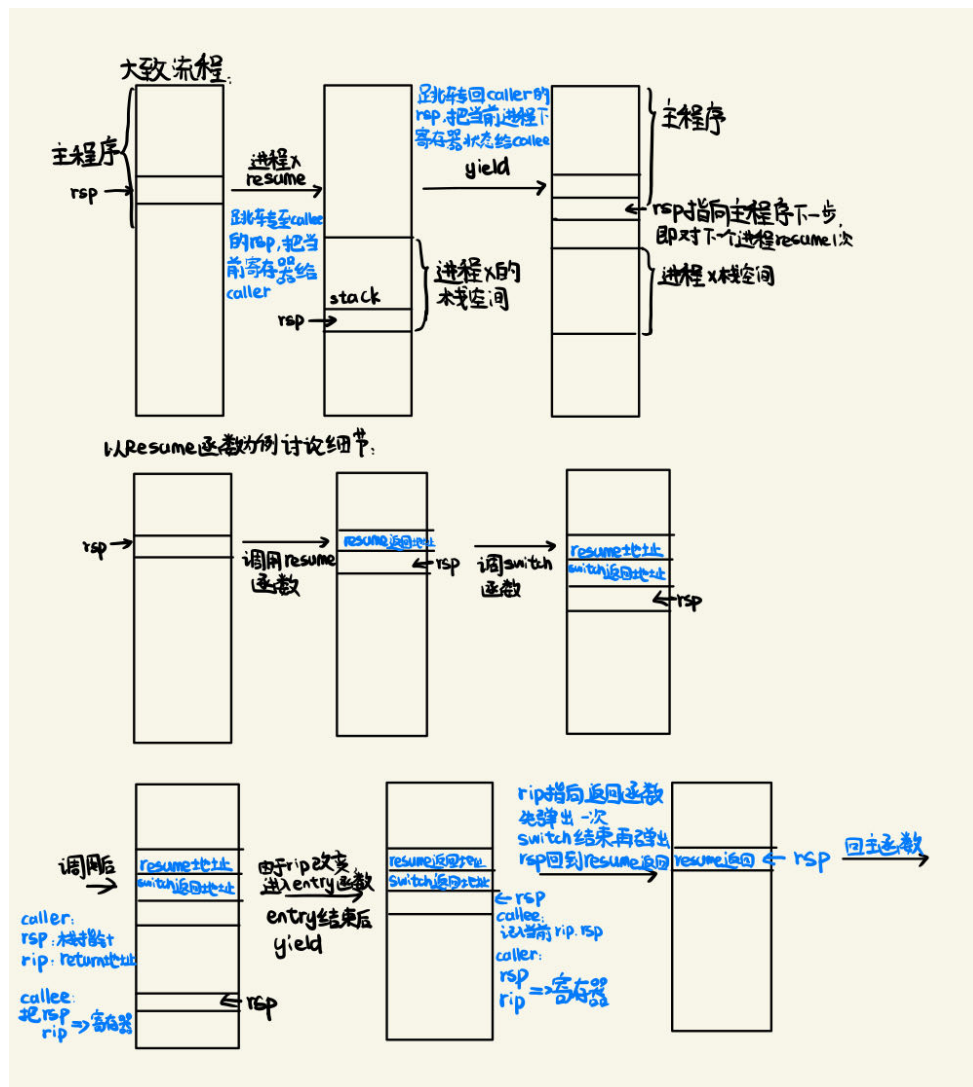 大致流程:
主程序
rsp
进程X
resume
跳转至callee
的rsp,把当
前寄存器给
caller
stack
rsp
进程X的
栈空间
跳转回caller的
rsp,把当前进程下
寄存器状态给callee
yield
主程序
rsp指向主程序下一步,
即对下个进程resume1次
进程X栈空间
以Resume函数为例讨论细节:
rsp
调用resume
函数
resume返回地址
rsp
调switch
函数
resume地址
switch返回地址
rsp
调用后
caller:
rsp:栈指针
rip:return地址
callee:
把rsp
rip => 寄存器
resume地址
switch返回地址
rsp
由于rip改变
进入entry函数
entry结束后
yield
resume返回地址
switch返回地址
rsp
callee:
记当前rip.rsp
caller:
rsp
rip => 寄存器
rip指向返回函数
先弹出一次
switch结束再弹出
rsp回到resume返回
resume返回
rsp
回主函数